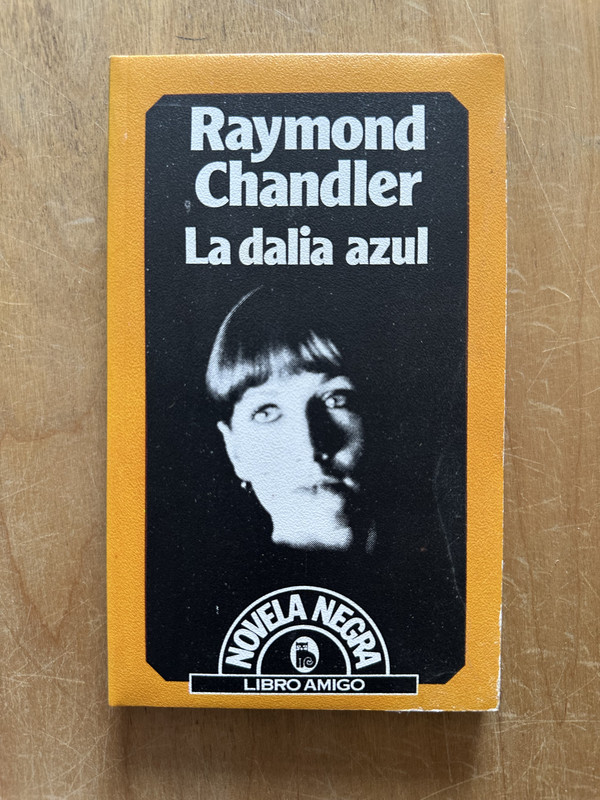 Raymond
Chandler
La dalia azul
NOVELA NEGRA
LIBRO AMIGO